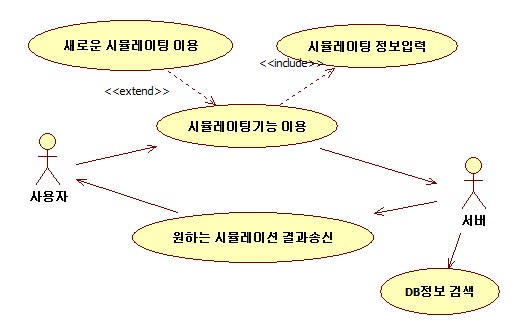 새로운 시뮬레이팅 이용
시뮬레이팅 정보입력
<<include>>
<<extend>>
시뮬레이팅기능 이용
사용자
서버
원하는 시뮬레이션 결과송신
DB정보 검색